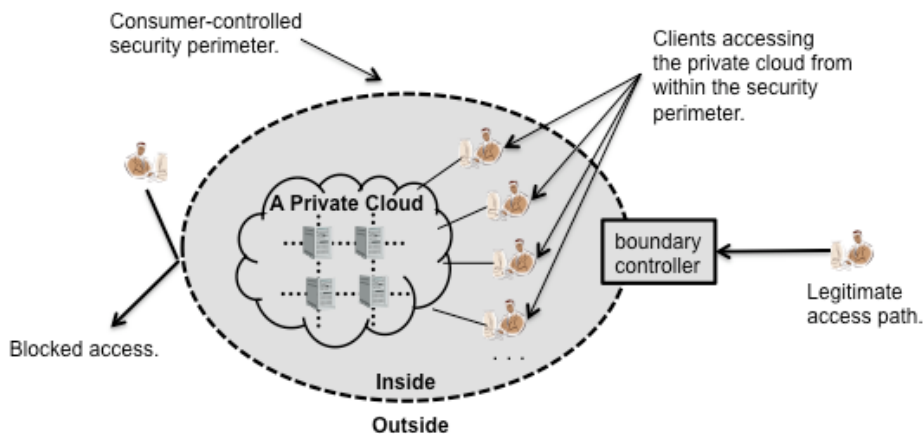 Consumer-controlled
security perimeter.
Clients accessing
the private cloud from
within the security
perimeter.
A Private Cloud
boundary
controller
Legitimate
access path.
Blocked access.
. . .
Inside
Outside